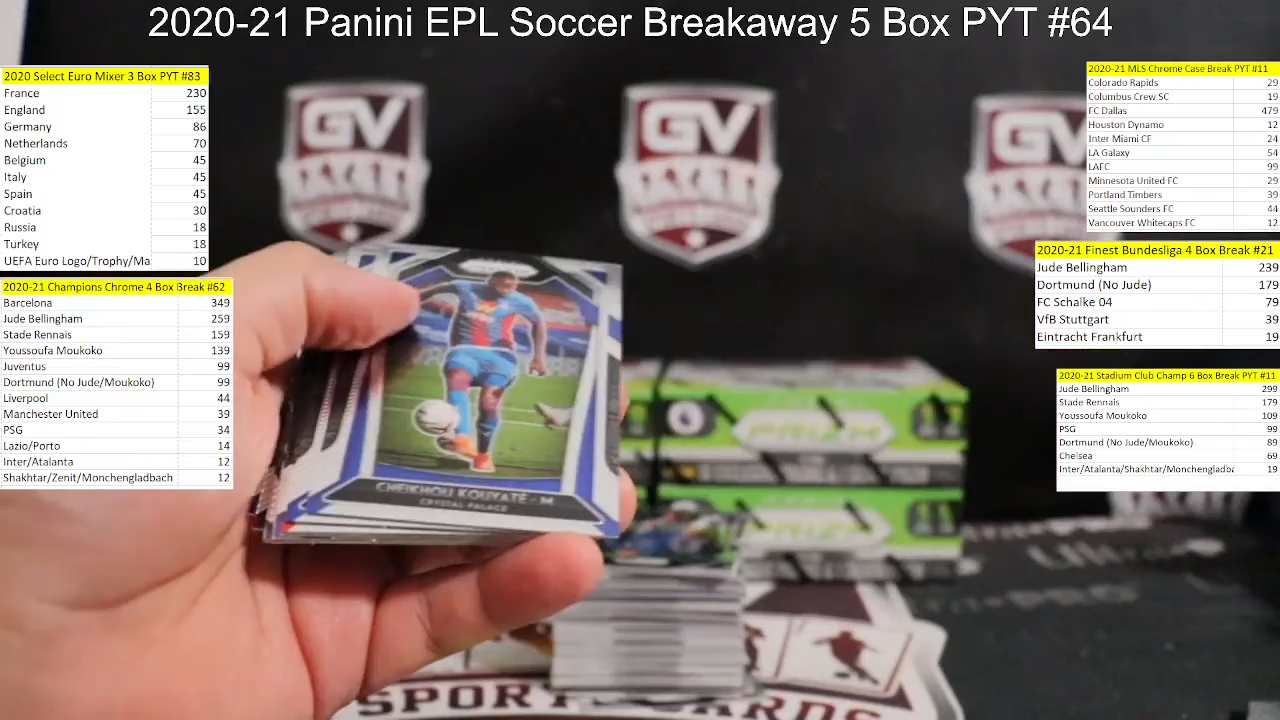 2020-21 Panini EPL Soccer Breakaway 5 Box PYT #64
2020 Select Euro Mixer 3 Box PYT #83
France 230
England 155
Germany 86
Netherlands 70
Belgium 45
Italy 45
Spain 45
Croatia 30
Russia 18
Turkey 18
UEFA Euro Logo/Trophy/Ma 10
2020-21 Champions Chrome 4 Box Break #62
Barcelona 349
Jude Bellingham 259
Stade Rennais 159
Youssoufa Moukoko 139
Juventus 99
Dortmund (No Jude/Moukoko) 99
Liverpool 44
Manchester United 39
PSG 34
Lazio/Porto 14
Inter/Atalanta 12
Shakhtar/Zenit/Monchengladbach 12
2020-21 MLS Chrome Case Break PYT #11
Colorado Rapids 29
Columbus Crew SC 19
FC Dallas 479
Houston Dynamo 12
Inter Miami CF 24
LA Galaxy 54
LAFC 99
Minnesota United FC 29
Portland Timbers 39
Seattle Sounders FC 44
Vancouver Whitecaps FC 12
2020-21 Finest Bundesliga 4 Box Break #21
Jude Bellingham 239
Dortmund (No Jude) 179
FC Schalke 04 79
VfB Stuttgart 39
Eintracht Frankfurt 19
2020-21 Stadium Club Champ 6 Box Break PYT #11
Jude Bellingham 299
Stade Rennais 179
Youssoufa Moukoko 109
PSG 99
Dortmund (No Jude/Moukoko) 89
Chelsea 69
Inter/Atalanta/Shakhtar/Monchengladba 19
GV
GV
GV
CHEIKHOU KOUYATÉ - M
CRYSTAL PALACE
PRIZM
PRIZM
SPORTSCARDS